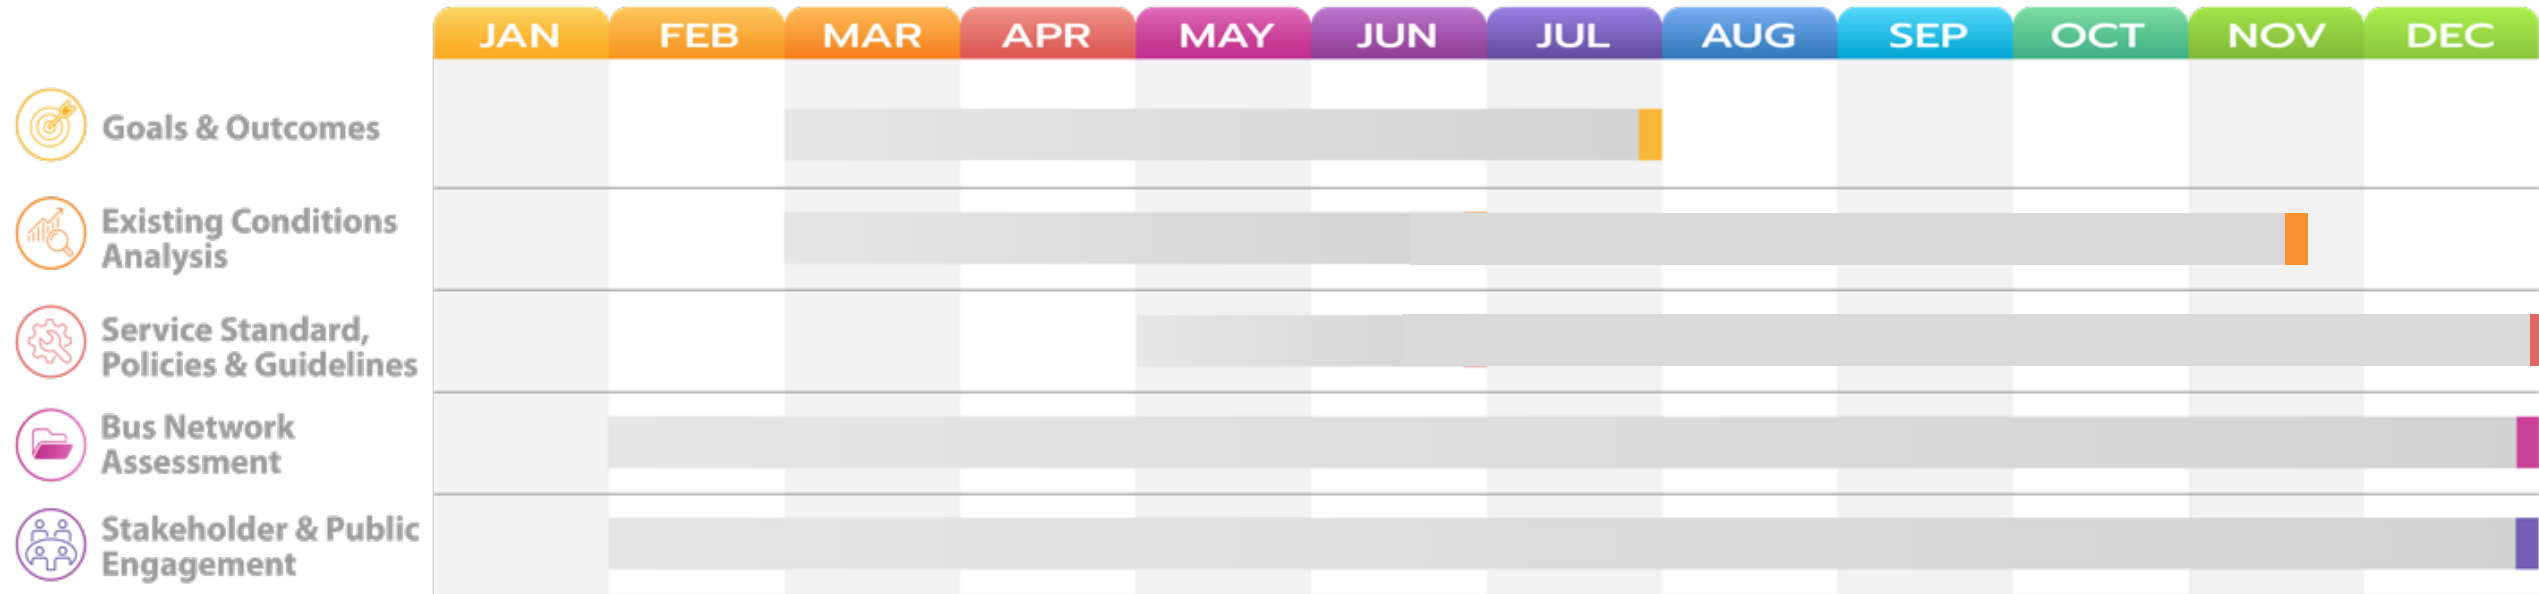 JAN FEB MAR APR MAY JUN JUL AUG SEP OCT NOV DEC
Goals & Outcomes
Existing Conditions
Analysis
Service Standard,
Policies & Guidelines
Bus Network
Assessment
Stakeholder & Public
Engagement